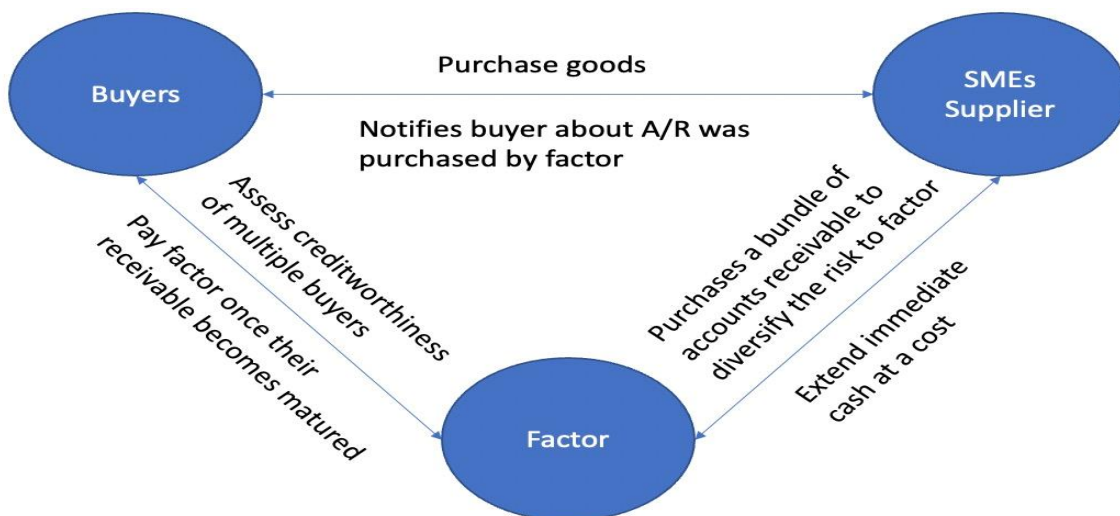 Purchase goods
Buyers
SMEs
Supplier
Notifies buyer about A/R was
purchased by factor
Assess creditworthiness
of multiple buyers
Pay factor once their
receivable becomes matured
Purchases a bundle of
accounts receivable to
diversify the risk to factor
Extend immediate
cash at a cost
Factor